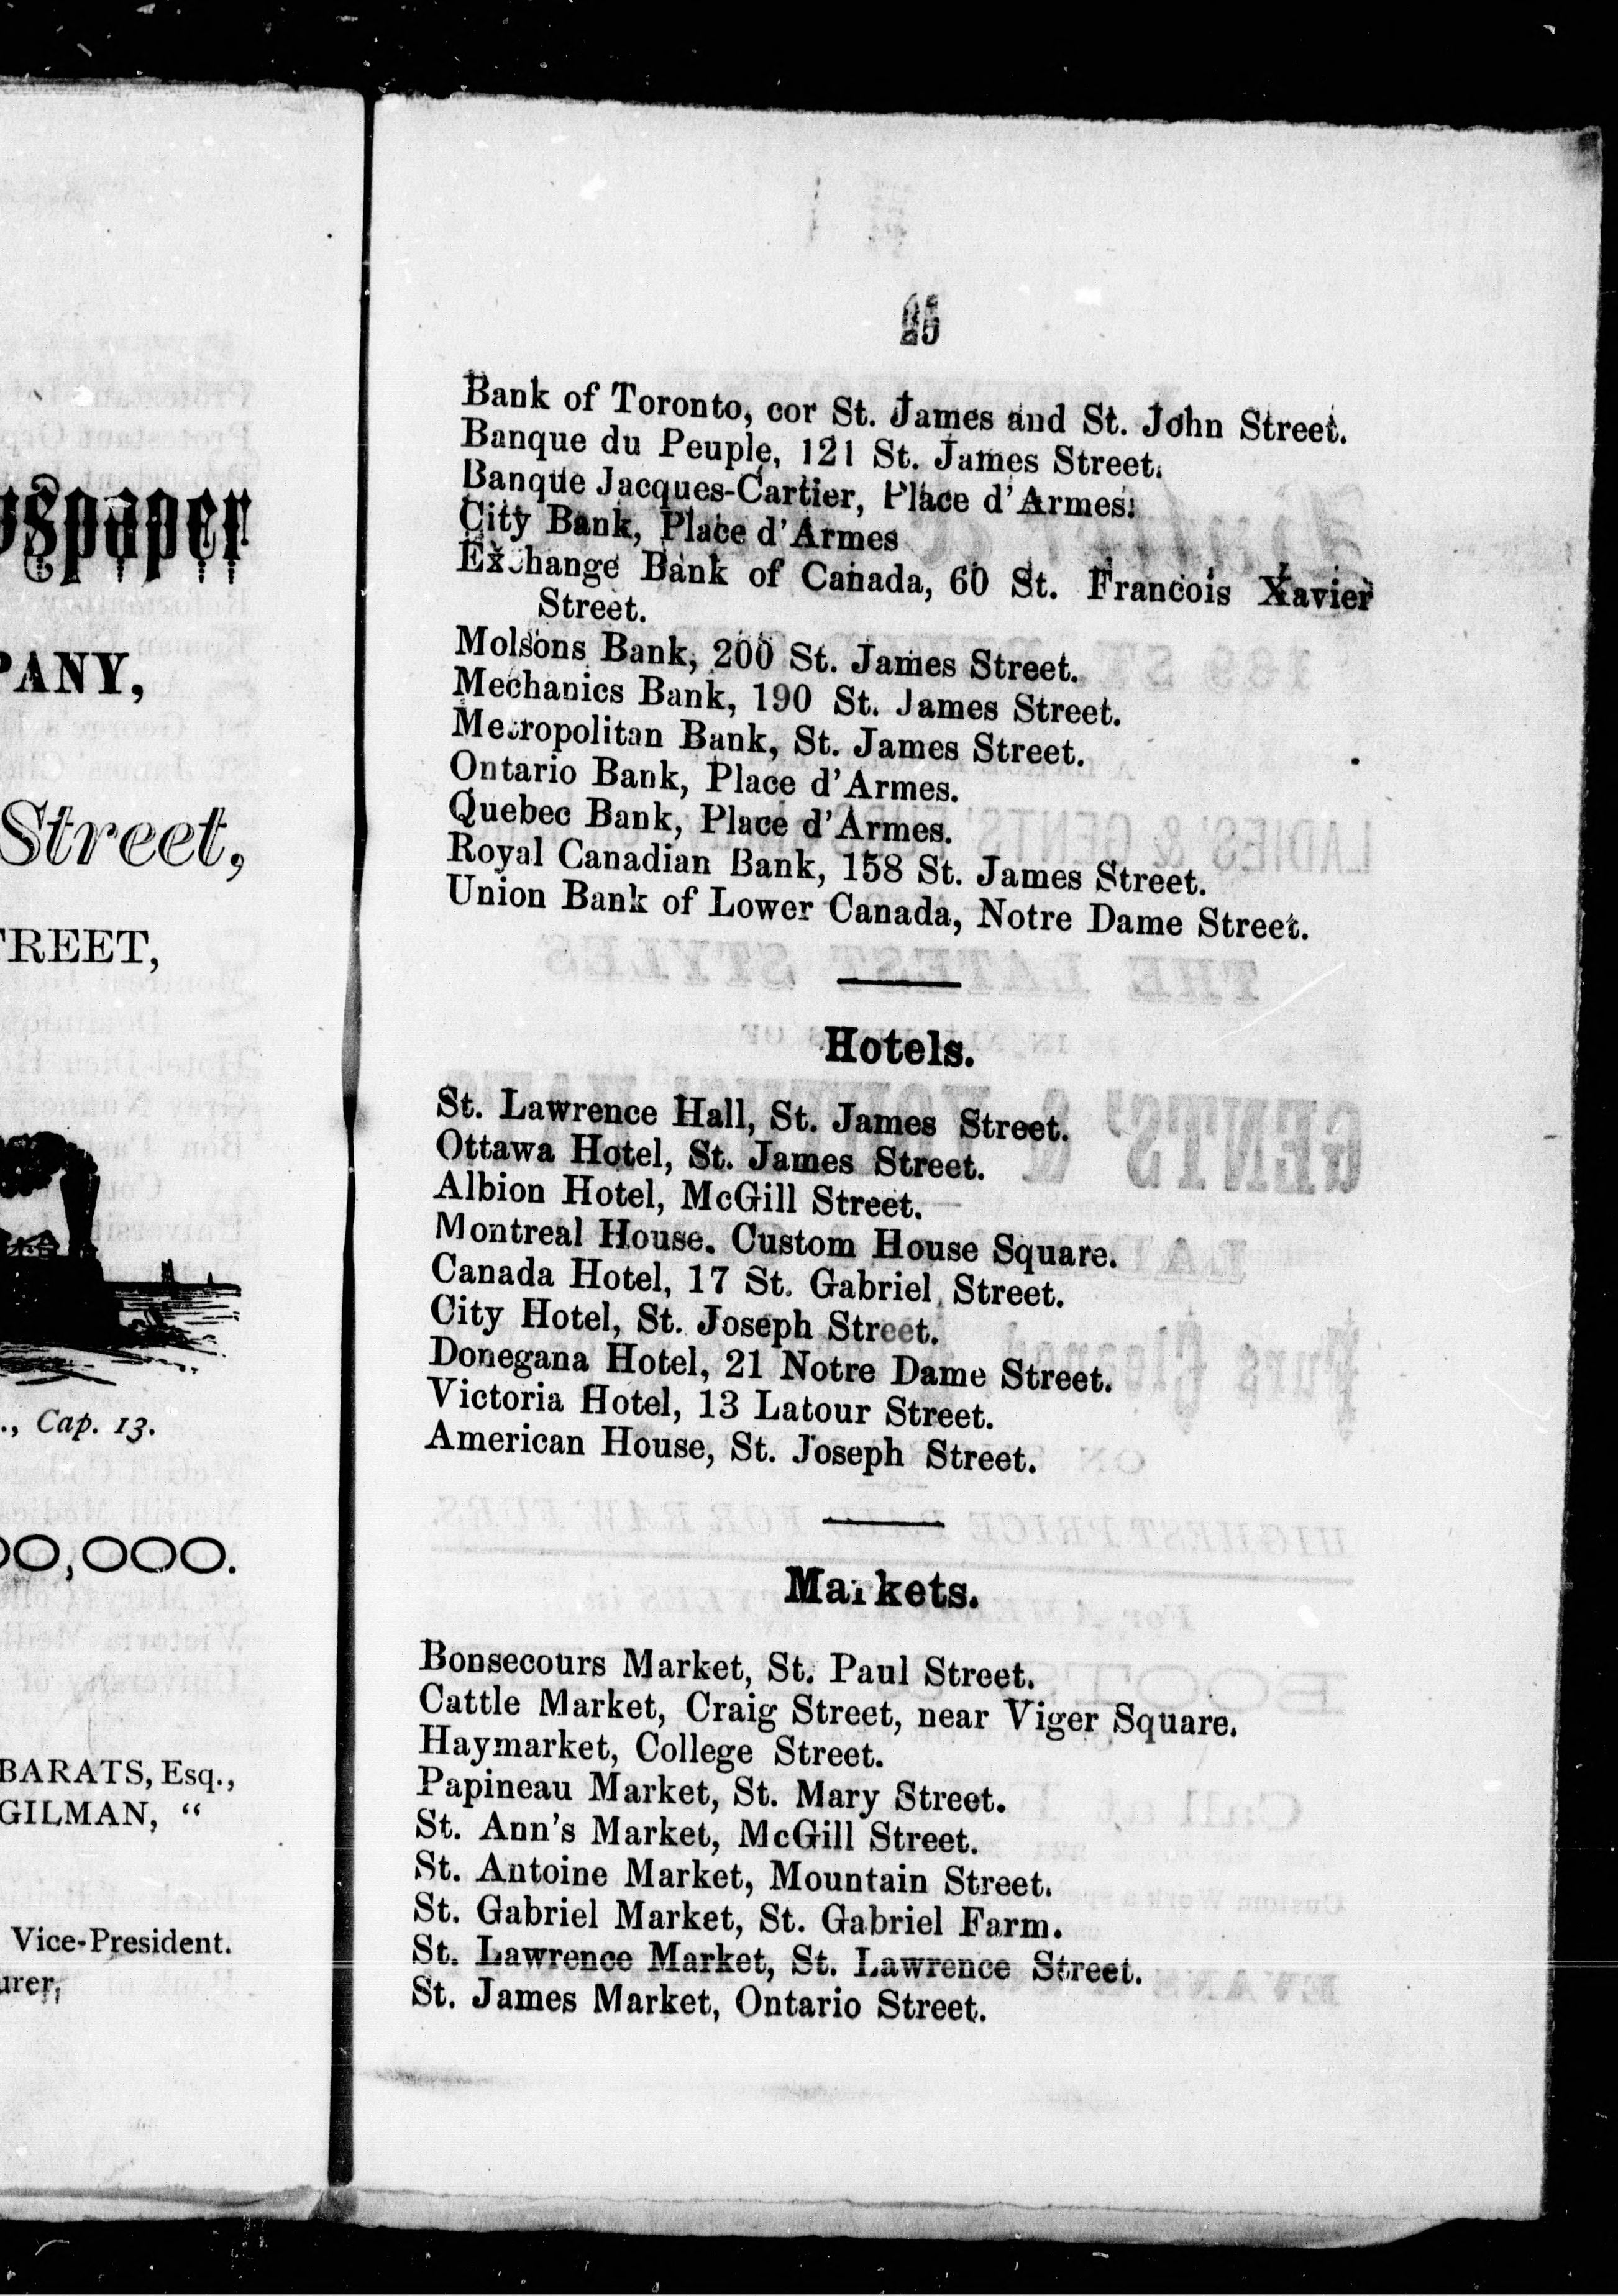 PANY,
Street,
Cap. 13.
BARATS, Esq.,
GILMAN, "
Vice-President.
25
Bank of Toronto, cor St. James and St. John Street.
Banque du Peuple, 121 St. James Street.
Banque Jacques-Cartier, Place d'Armes.
City Bank, Place d'Armes
Exchange Bank of Canada, 60 St. Francois Xavier
Street.
Molsons Bank, 200 St. James Street.
Mechanics Bank, 190 St. James Street.
Metropolitan Bank, St. James Street.
Ontario Bank, Place d'Armes.
Quebec Bank, Place d'Armes.
Royal Canadian Bank, 158 St. James Street.
Union Bank of Lower Canada, Notre Dame Street.
Hotels.
St. Lawrence Hall, St. James Street.
Ottawa Hotel, St. James Street.
Albion Hotel, McGill Street.
Montreal House. Custom House Square.
Canada Hotel, 17 St. Gabriel Street.
City Hotel, St. Joseph Street.
Donegana Hotel, 21 Notre Dame Street.
Victoria Hotel, 13 Latour Street.
American House, St. Joseph Street.
Markets.
Bonsecours Market, St. Paul Street.
Cattle Market, Craig Street, near Viger Square.
Haymarket, College Street.
Papineau Market, St. Mary Street.
St. Ann's Market, McGill Street.
St. Antoine Market, Mountain Street.
St. Gabriel Market, St. Gabriel Farm.
St. Lawrence Market, St. Lawrence Street.
St. James Market, Ontario Street.